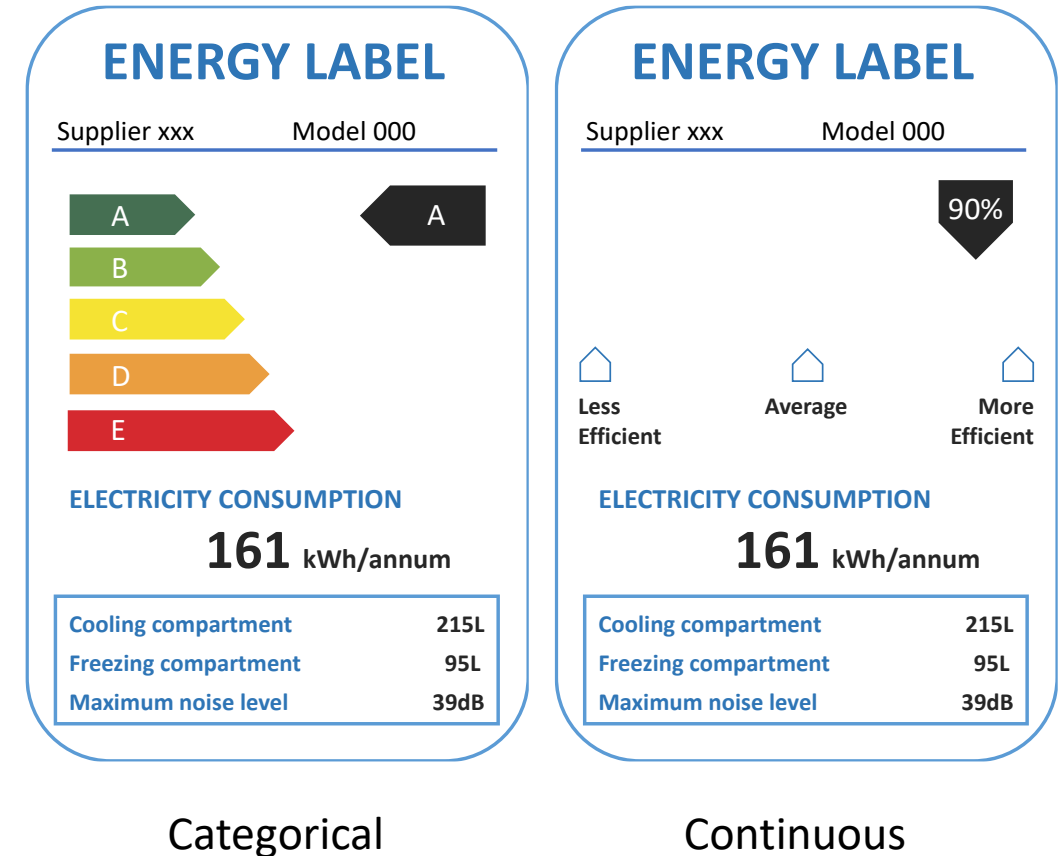 ENERGY LABEL
Supplier xxx Model 000
A A
B
C
D
E
ELECTRICITY CONSUMPTION
161 kWh/annum
Cooling compartment 215L
Freezing compartment 95L
Maximum noise level 39dB
Categorical
ENERGY LABEL
Supplier xxx Model 000
90%
Less Average More
Efficient Efficient
ELECTRICITY CONSUMPTION
161 kWh/annum
Cooling compartment 215L
Freezing compartment 95L
Maximum noise level 39dB
Continuous